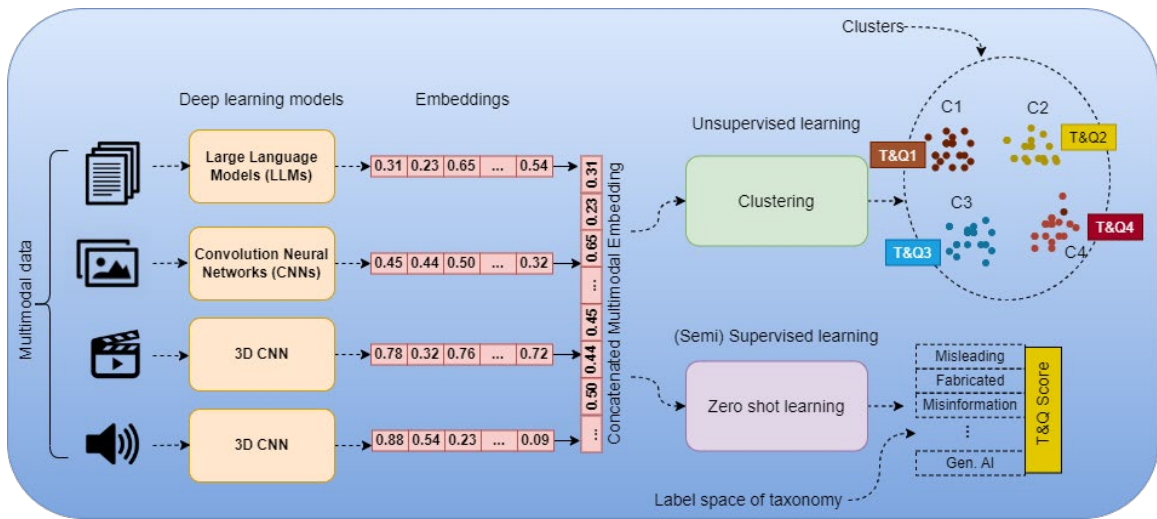 Clusters
Deep learning models
Embeddings
Unsupervised learning
C1
C2
T&Q1
T&Q2
Large Language
Models (LLMs)
0.31 0.23 0.65 ... 0.54
Clustering
C3
T&Q4
T&Q3
C4
Multimodal data
Convolution Neural
Networks (CNNs)
0.45 0.44 0.50 ... 0.32
... 0.50 0.44 0.45 ... 0.65 0.23 0.31
Concatenated Multimodal Embedding
(Semi) Supervised learning
3D CNN
0.78 0.32 0.76 ... 0.72
Misleading
Fabricated
Misinformation
...
Gen. AI
T&Q Score
Zero shot learning
3D CNN
0.88 0.54 0.23 ... 0.09
Label space of taxonomy